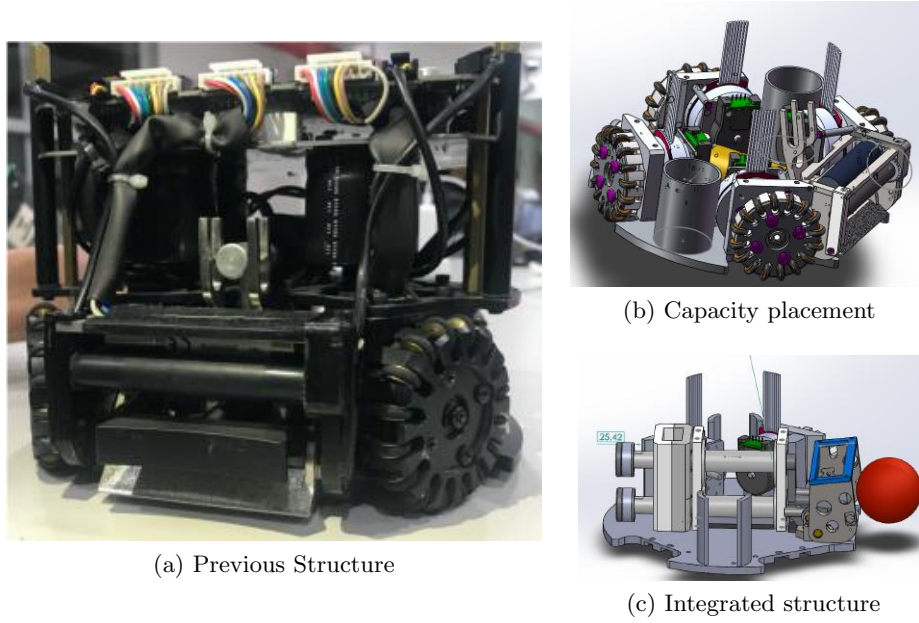 (a) Previous Structure
(b) Capacity placement
25.42
(c) Integrated structure